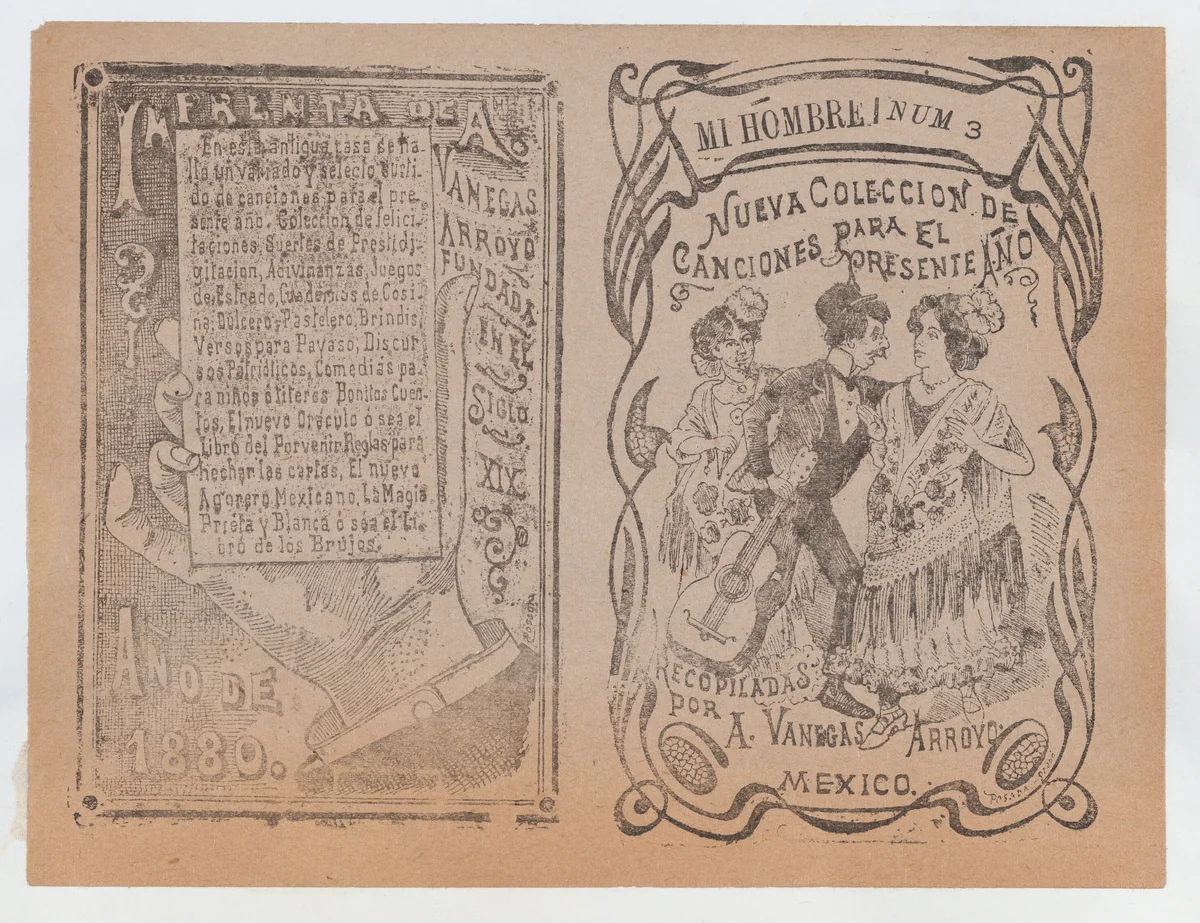 IMPRENTA DE A.
VANEGAS
ARROYO
FUNDADA
EN EL
SIGLO
XIX
En esta antigua casa se ha-
lla un variado y selecto surti-
do de canciones para el pre-
sente año. Coleccion de felici-
taciones, Suertes de Prestidi-
gitacion, Adivinanzas, Juegos
de Estrado, Cuadernos de Coci-
na, Dulcero, Pastelero, Brindis,
Versos para Payaso, Discur
sos Patrióticos, Comedias pa-
ra niños ó titeres Bonitos Cuen-
tos, El nuevo Oráculo ó sea el
Libro del Porvenir, Reglas para
hechar las cartas, El nuevo
Agorero Mexicano, La Magia
Prieta y Blanca ó sea el Li-
bro de los Brujos.
POSADA
AÑO DE
1880.
MI HOMBRE NUM 3
NUEVA COLECCION DE
CANCIONES PARA EL
PRESENTE AÑO
RECOPILADAS
POR
A. VANEGAS ARROYO.
MEXICO.
POSADA